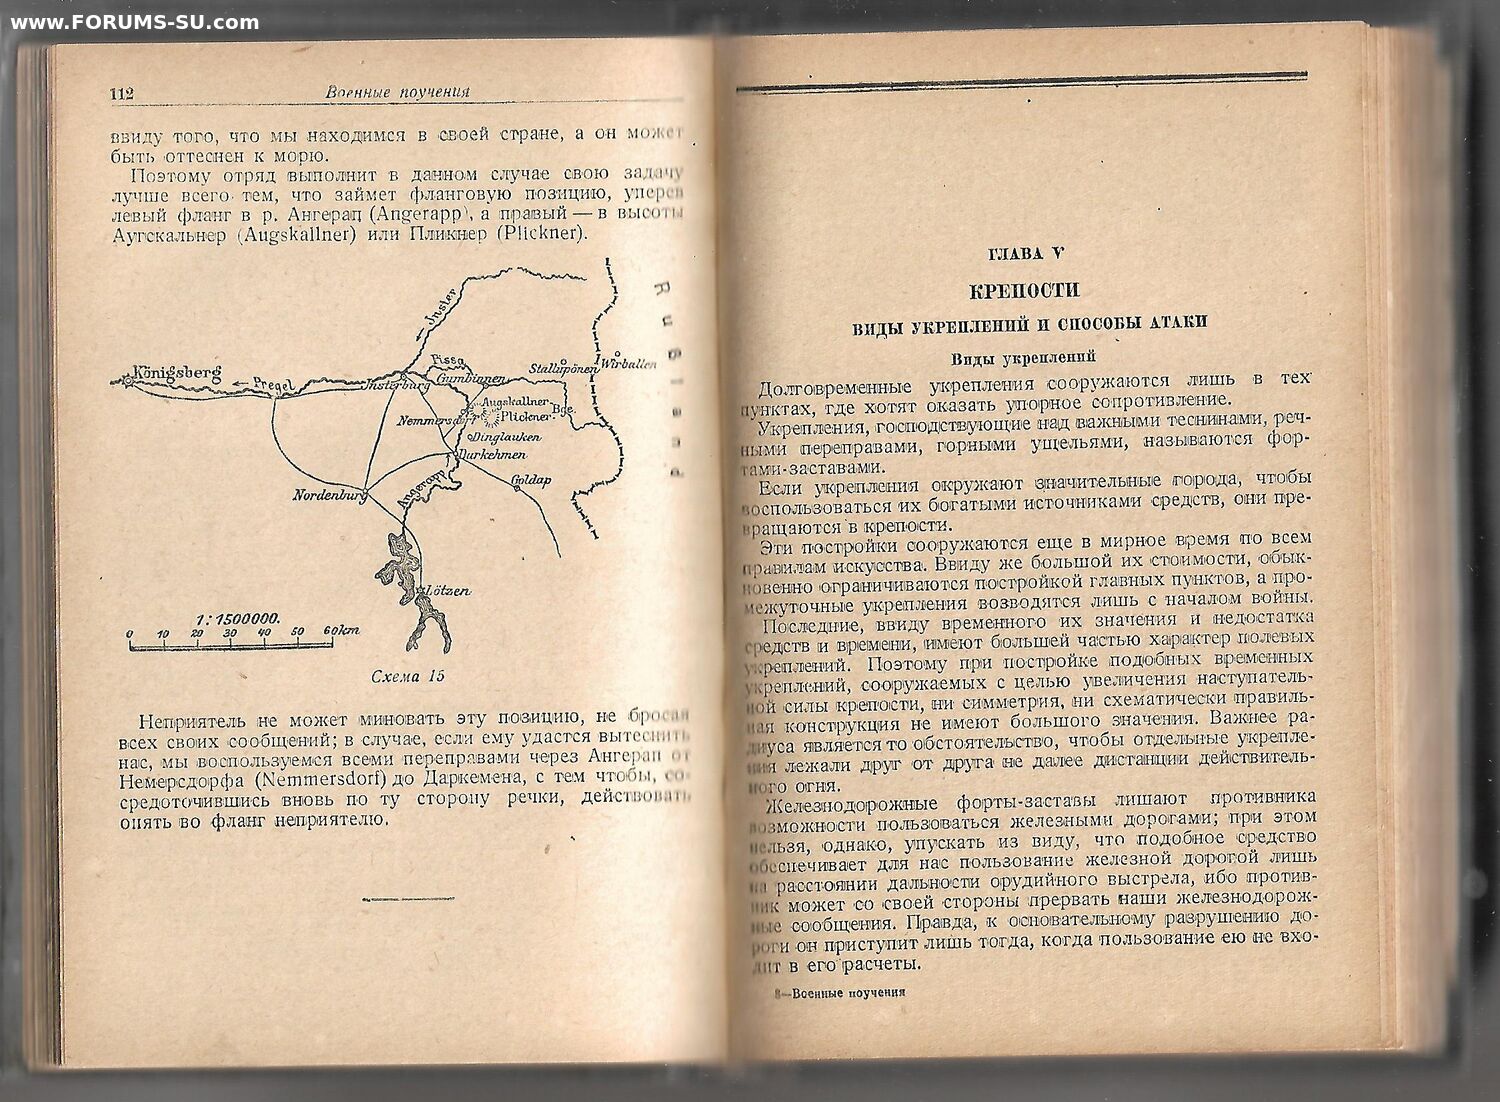 www.FORUMS-SU.com
112
Военные поучения
ввиду того, что мы находимся в своей стране, а он может
быть оттеснен к морю.
Поэтому отряд выполнит в данном случае свою задачу
лучше всего тем, что займет фланговую позицию, уперев
левый фланг в р. Ангерап (Angerapp), а правый — в высоты
Аугскальнер (Augskallner) или Пликнер (Plickner).
Rußland
Jnster
Königsberg
Pregel
Pissa
Jnsterburg
Gumbinnen
Stallupönen
Wirballen
Augskallner
Plickner
Bge.
Nemmersdorf
Dinglauken
Darkehmen
Nordenburg
Angerapp
Goldap
Lötzen
1:1500000.
0 10 20 30 40 50 60km
Схема 15
Неприятель не может миновать эту позицию, не бросая
всех своих сообщений; в случае, если ему удастся вытеснить
нас, мы воспользуемся всеми переправами через Ангерап от
Немерсдорфа (Nemmersdorf) до Даркемена, с тем чтобы, со-
средоточившись вновь по ту сторону речки, действовать
опять во фланг неприятелю.
ГЛАВА V
КРЕПОСТИ
ВИДЫ УКРЕПЛЕНИЙ И СПОСОБЫ АТАКИ
Виды укреплений
Долговременные укрепления сооружаются лишь в тех
пунктах, где хотят оказать упорное сопротивление.
Укрепления, господствующие над важными теснинами, реч-
ными переправами, горными ущельями, называются фор-
тами-заставами.
Если укрепления окружают значительные города, чтобы
воспользоваться их богатыми источниками средств, они пре-
вращаются в крепости.
Эти постройки сооружаются еще в мирное время по всем
правилам искусства. Ввиду же большой их стоимости, обык-
новенно ограничиваются постройкой главных пунктов, а про-
межуточные укрепления возводятся лишь с началом войны.
Последние, ввиду временного их значения и недостатка
средств и времени, имеют большей частью характер полевых
укреплений. Поэтому при постройке подобных временных
укреплений, сооружаемых с целью увеличения наступатель-
ной силы крепости, ни симметрия, ни схематически правиль-
ная конструкция не имеют большого значения. Важнее ра-
диуса является то обстоятельство, чтобы отдельные укрепле-
ния лежали друг от друга не далее дистанции действитель-
ного огня.
Железнодорожные форты-заставы лишают противника
возможности пользоваться железными дорогами; при этом
нельзя, однако, упускать из виду, что подобное средство
обеспечивает для нас пользование железной дорогой лишь
на расстоянии дальности орудийного выстрела, ибо против-
ник может со своей стороны прервать наши железнодорож-
ные сообщения. Правда, к основательному разрушению до-
роги он приступит лишь тогда, когда пользование ею не вхо-
дит в его расчеты.
8—Военные поучения